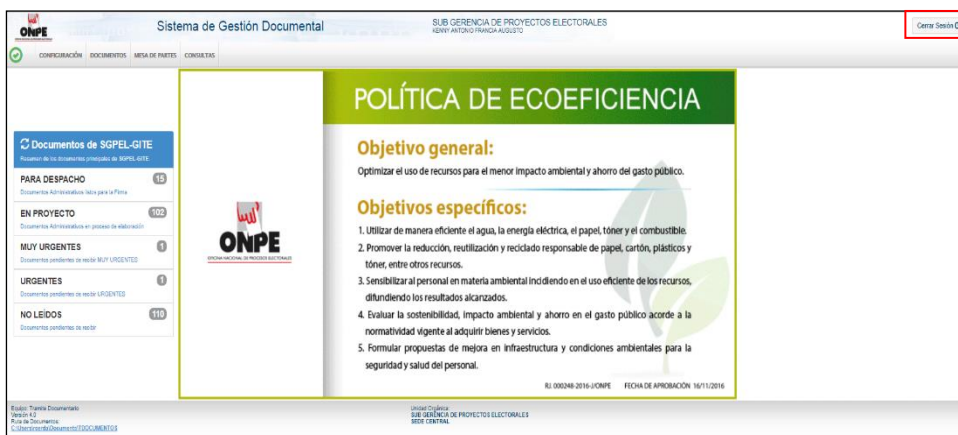 ONPE
Sistema de Gestión Documental
SUB GERENCIA DE PROYECTOS ELECTORALES
KENNY ANTONIO FRANCIA AUGUSTO
Cerrar Sesión
CONFIGURACIÓN DOCUMENTOS MESA DE PARTES CONSULTAS
Documentos de SGPEL-GITE
Resumen de los documentos principales de SGPEL-GITE.
PARA DESPACHO 15
Documentos Administrativos listos para la Firma
EN PROYECTO 102
Documentos Administrativos en proceso de elaboración
MUY URGENTES 0
Documentos pendientes de recibir MUY URGENTES
URGENTES 0
Documentos pendientes de recibir URGENTES
NO LEÍDOS 110
Documentos pendientes de recibir
ONPE
OFICINA NACIONAL DE PROCESOS ELECTORALES
POLÍTICA DE ECOEFICIENCIA
Objetivo general:
Optimizar el uso de recursos para el menor impacto ambiental y ahorro del gasto público.
Objetivos específicos:
1. Utilizar de manera eficiente el agua, la energía eléctrica, el papel, tóner y el combustible.
2. Promover la reducción, reutilización y reciclado responsable de papel, cartón, plásticos y
tóner, entre otros recursos.
3. Sensibilizar al personal en materia ambiental incidiendo en el uso eficiente de los recursos,
difundiendo los resultados alcanzados.
4. Evaluar la sostenibilidad, impacto ambiental y ahorro en el gasto público acorde a la
normatividad vigente al adquirir bienes y servicios.
5. Formular propuestas de mejora en infraestructura y condiciones ambientales para la
seguridad y salud del personal.
RJ. 000248-2016-J/ONPE FECHA DE APROBACIÓN 16/11/2016
Equipo: Tramite Documentario
Versión 4.0
Ruta de Documentos:
Unidad Orgánica:
SUB GERENCIA DE PROYECTOS ELECTORALES
SEDE CENTRAL